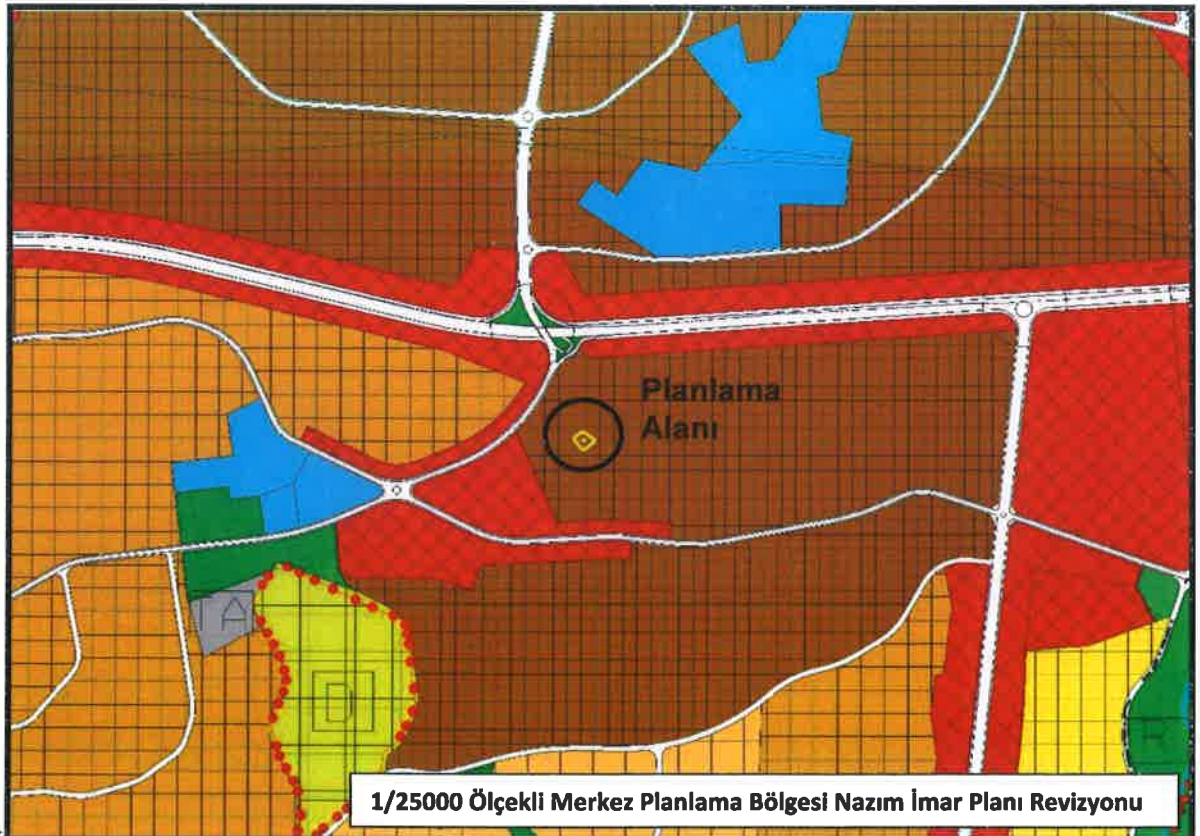 Planlama
Alanı
A
D
1/25000 Ölçekli Merkez Planlama Bölgesi Nazım İmar Planı Revizyonu